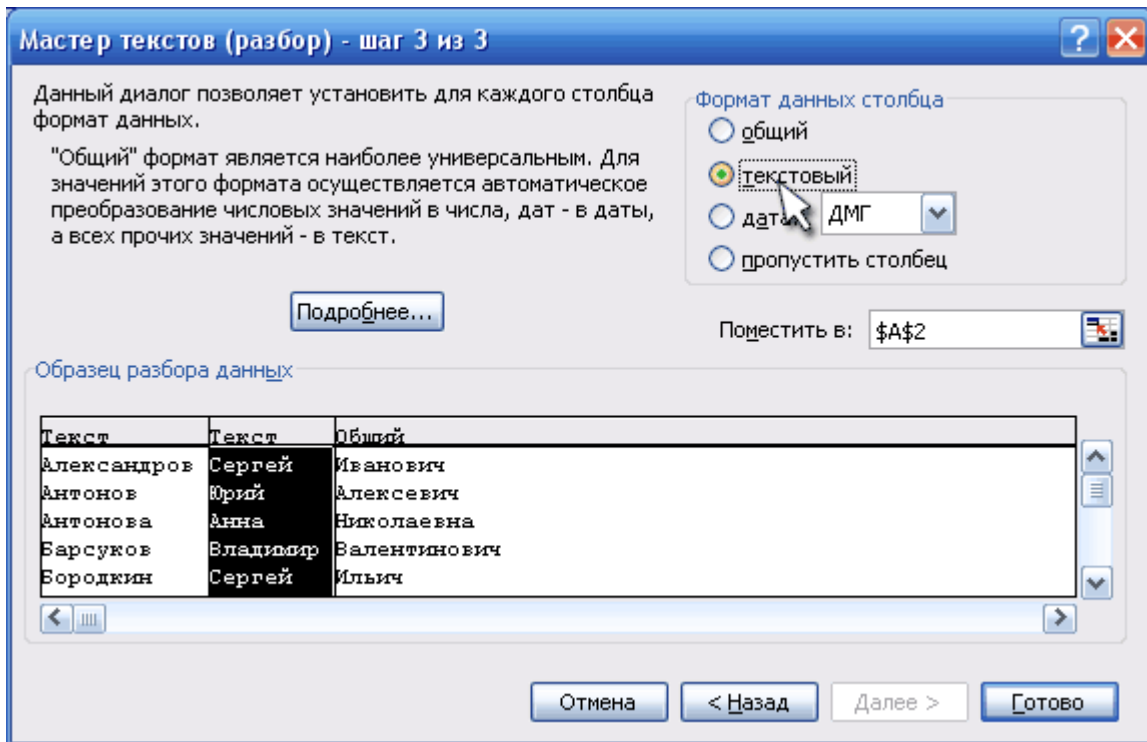 Мастер текстов (разбор) - шаг 3 из 3
Данный диалог позволяет установить для каждого столбца
формат данных.
"Общий" формат является наиболее универсальным. Для
значений этого формата осуществляется автоматическое
преобразование числовых значений в числа, дат - в даты,
а всех прочих значений - в текст.
Подробнее...
Формат данных столбца
общий
текстовый
дата: ДМГ
пропустить столбец
Поместить в: $A$2
Образец разбора данных
Текст Текст Общий
Александров Сергей Иванович
Антонов Юрий Алексевич
Антонова Анна Николаевна
Барсуков Владимир Валентинович
Бородкин Сергей Ильич
Отмена < Назад Далее > Готово